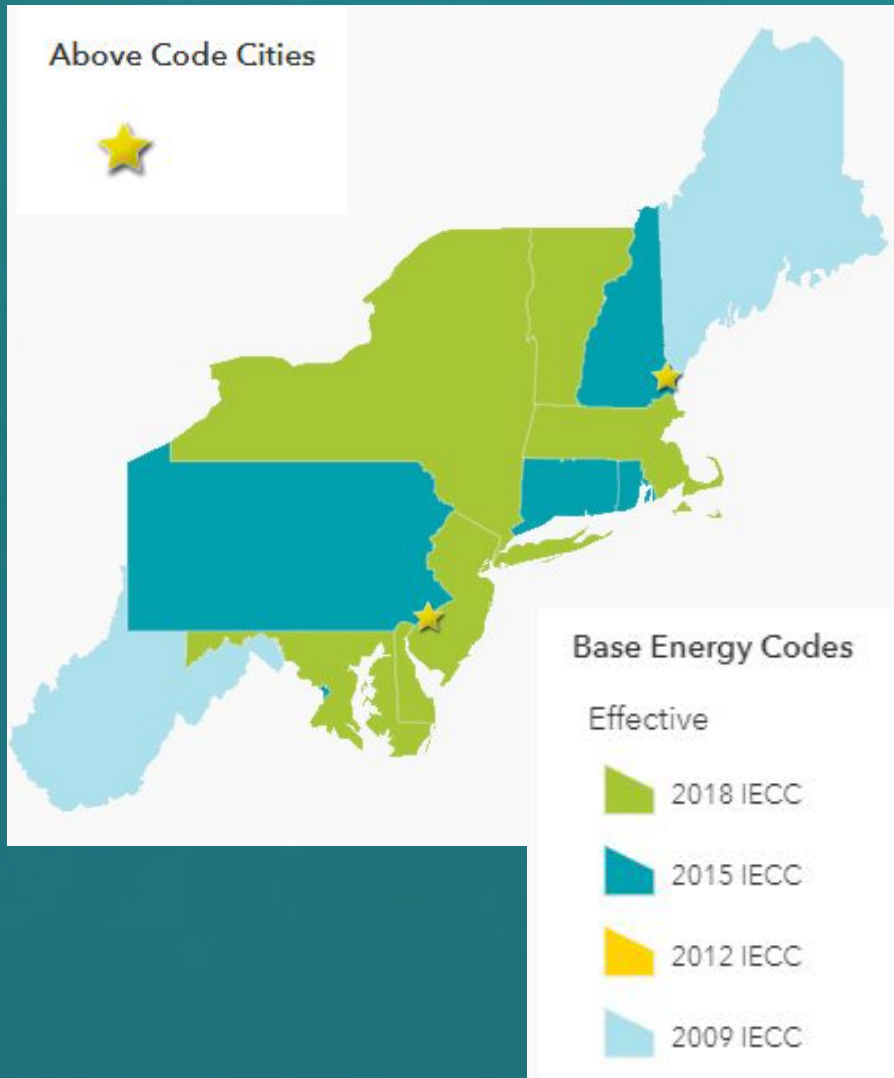 Above Code Cities
Base Energy Codes
Effective
2018 IECC
2015 IECC
2012 IECC
2009 IECC